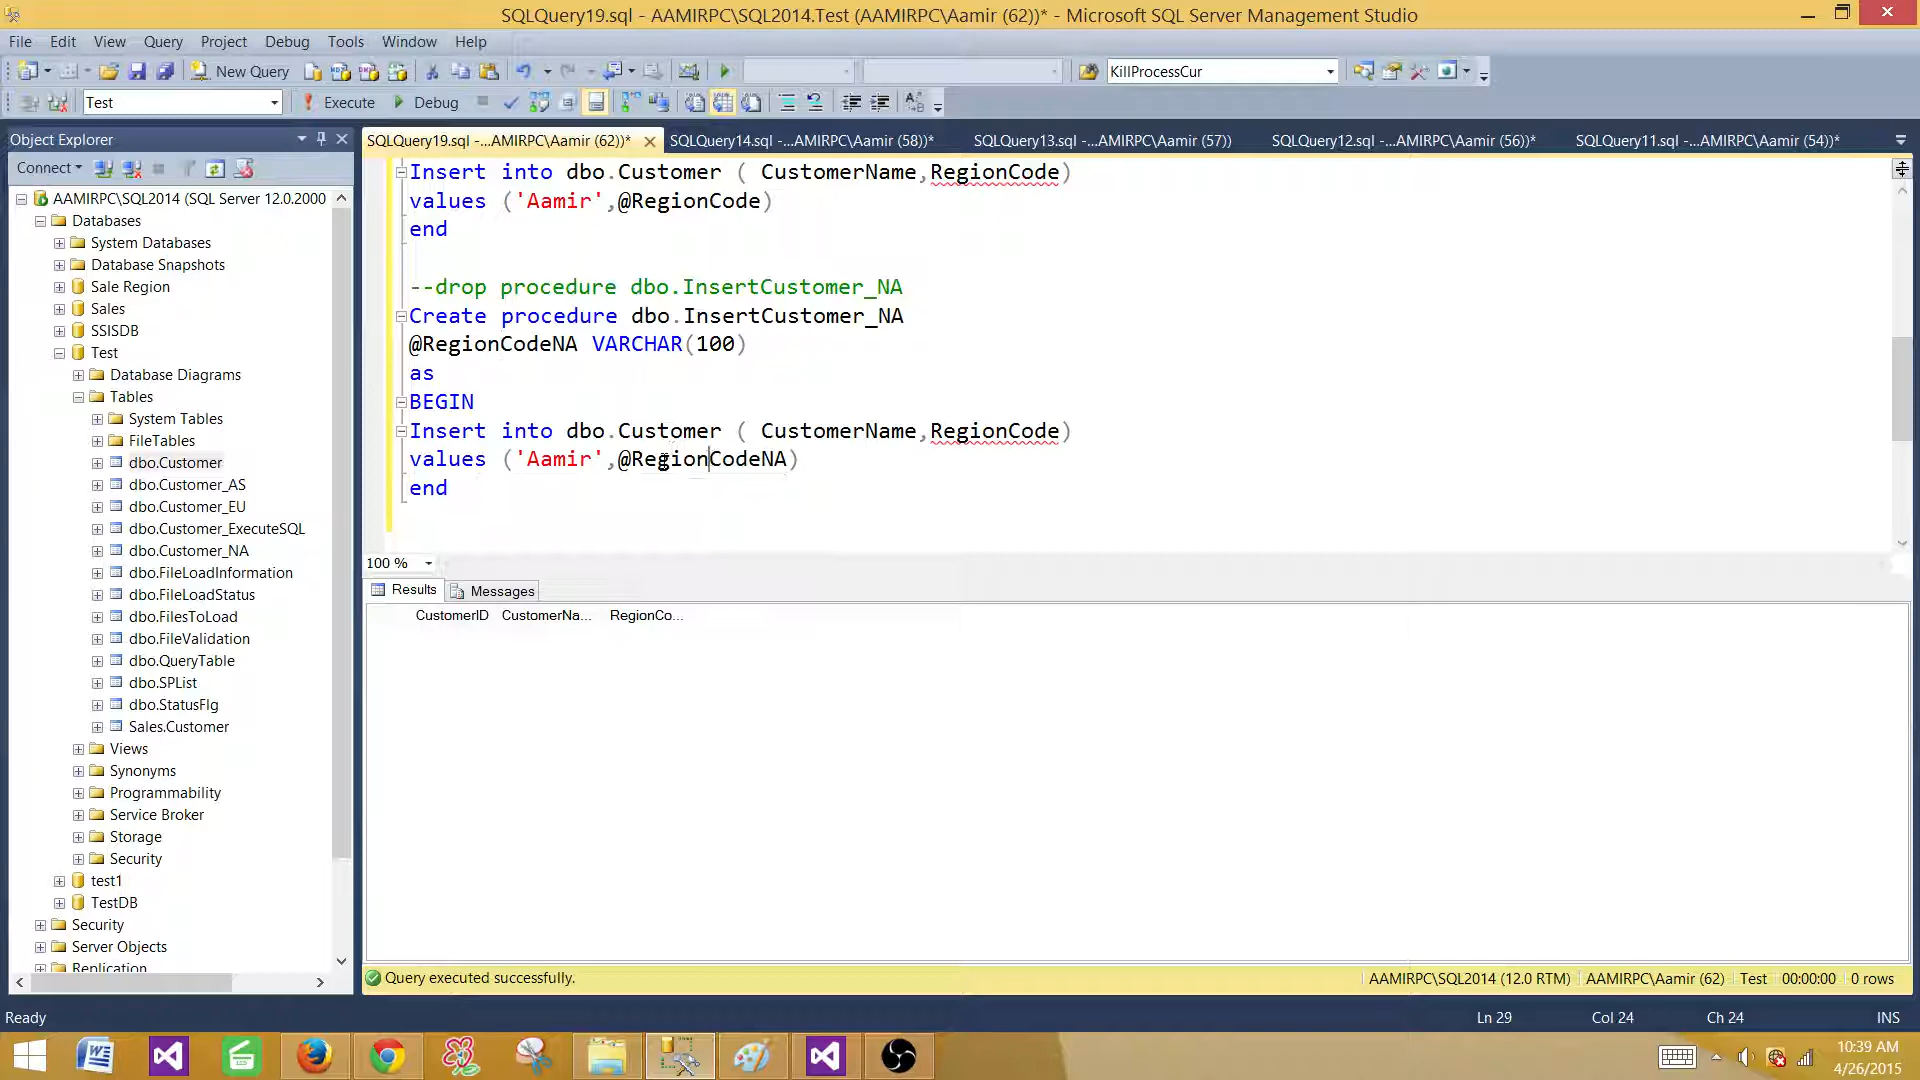 SQLQuery19.sql - AAMIRPC\SQL2014.Test (AAMIRPC\Aamir (62))* - Microsoft SQL Server Management Studio
File Edit View Query Project Debug Tools Window Help
New Query KillProcessCur
Test Execute Debug
Object Explorer
SQLQuery19.sql -...AMIRPC\Aamir (62))* SQLQuery14.sql -...AMIRPC\Aamir (58))* SQLQuery13.sql -...AMIRPC\Aamir (57)) SQLQuery12.sql -...AMIRPC\Aamir (56))* SQLQuery11.sql -...AMIRPC\Aamir (54))*
Connect
AAMIRPC\SQL2014 (SQL Server 12.0.2000
Databases
System Databases
Database Snapshots
Sale Region
Sales
SSISDB
Test
Database Diagrams
Tables
System Tables
FileTables
dbo.Customer
dbo.Customer_AS
dbo.Customer_EU
dbo.Customer_ExecuteSQL
dbo.Customer_NA
dbo.FileLoadInformation
dbo.FileLoadStatus
dbo.FilesToLoad
dbo.FileValidation
dbo.QueryTable
dbo.SPList
dbo.StatusFlg
Sales.Customer
Views
Synonyms
Programmability
Service Broker
Storage
Security
test1
TestDB
Security
Server Objects
Replication
Insert into dbo.Customer ( CustomerName,RegionCode)
values ('Aamir',@RegionCode)
end
--drop procedure dbo.InsertCustomer_NA
Create procedure dbo.InsertCustomer_NA
@RegionCodeNA VARCHAR(100)
as
BEGIN
Insert into dbo.Customer ( CustomerName,RegionCode)
values ('Aamir',@RegionCodeNA)
end
100 %
Results Messages
CustomerID CustomerNa... RegionCo...
Query executed successfully. AAMIRPC\SQL2014 (12.0 RTM) AAMIRPC\Aamir (62) Test 00:00:00 0 rows
Ready Ln 29 Col 24 Ch 24 INS
10:39 AM
4/26/2015